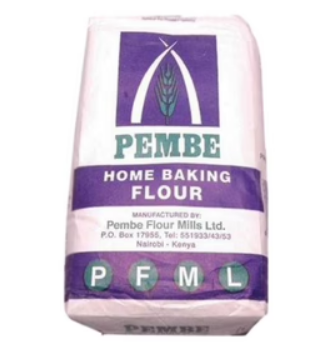 PEMBE
HOME BAKING
FLOUR
MANUFACTURED BY:
Pembe Flour Mills Ltd.
P.O. Box 17955, Tel: 551933/43/53
Nairobi - Kenya
P F M L
PEMBE